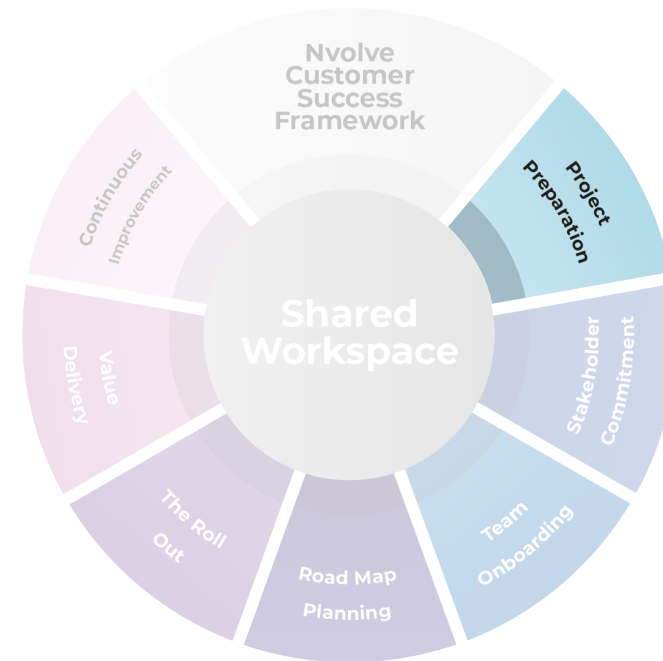 Nvolve
Customer
Success
Framework
Project
Preparation
Stakeholder
Commitment
Team
Onboarding
Road Map
Planning
The Roll
Out
Value
Delivery
Continuous
Improvement
Shared
Workspace